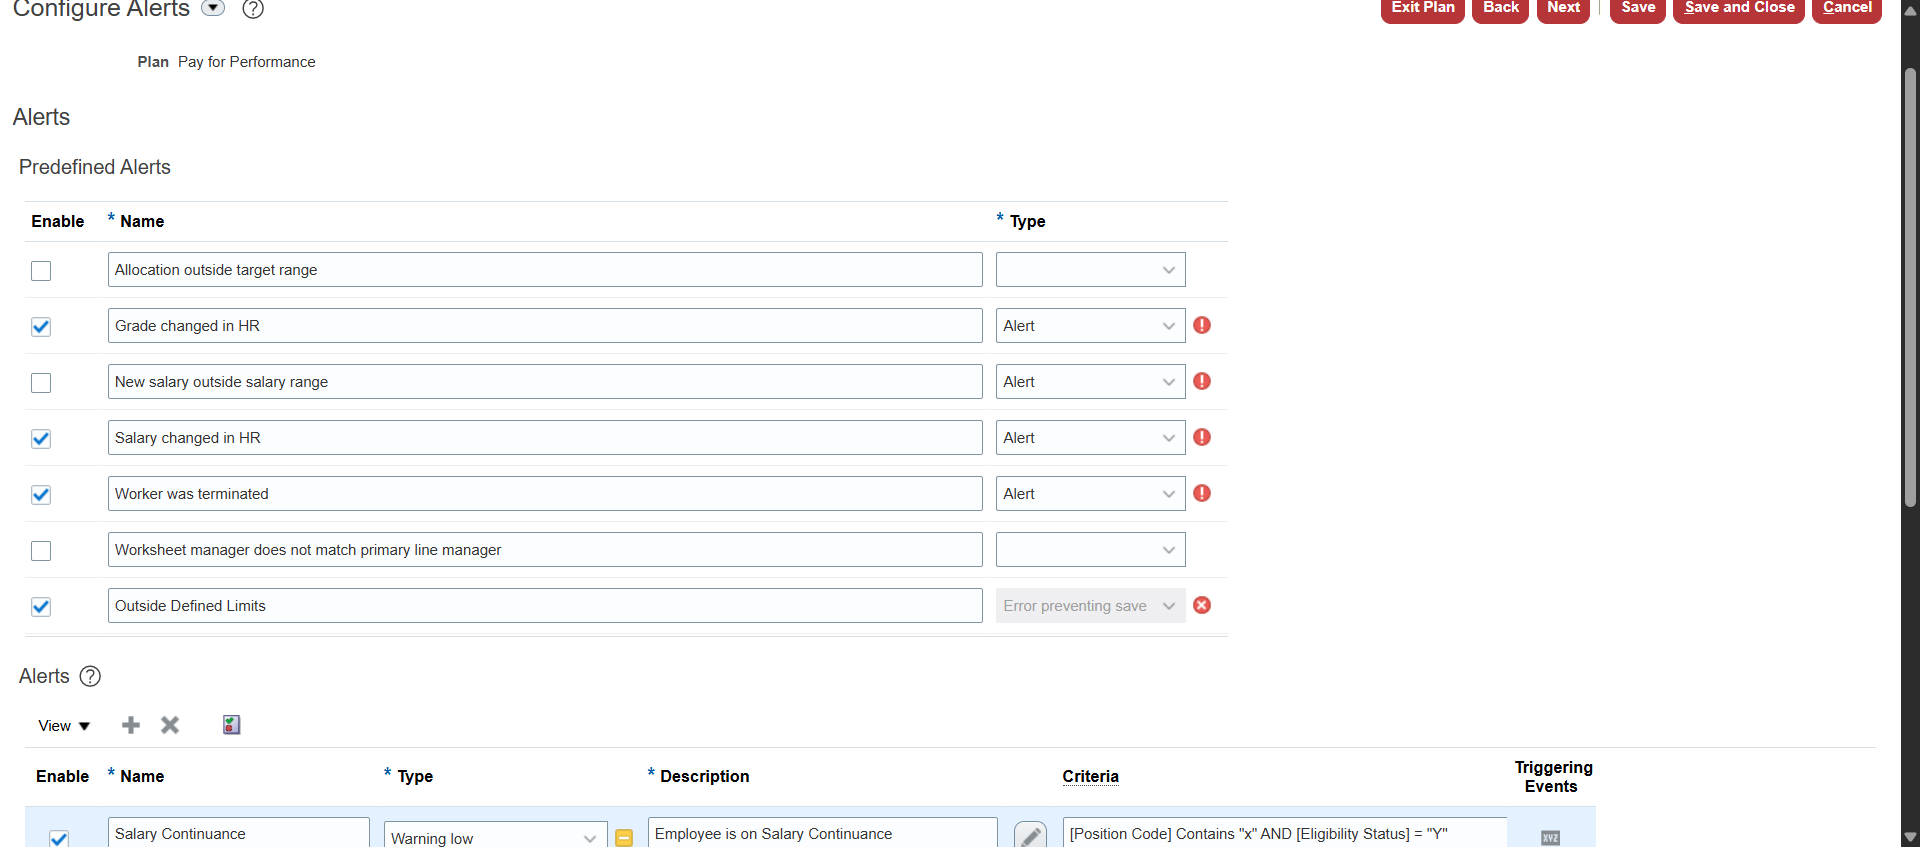 Configure Alerts
Exit Plan Back Next Save Save and Close Cancel
Plan Pay for Performance
Alerts
Predefined Alerts
Enable * Name * Type
Allocation outside target range
Grade changed in HR Alert
New salary outside salary range Alert
Salary changed in HR Alert
Worker was terminated Alert
Worksheet manager does not match primary line manager
Outside Defined Limits Error preventing save
Alerts
View
Enable * Name * Type * Description Criteria Triggering Events
Salary Continuance Warning low Employee is on Salary Continuance [Position Code] Contains "x" AND [Eligibility Status] = "Y" XYZ